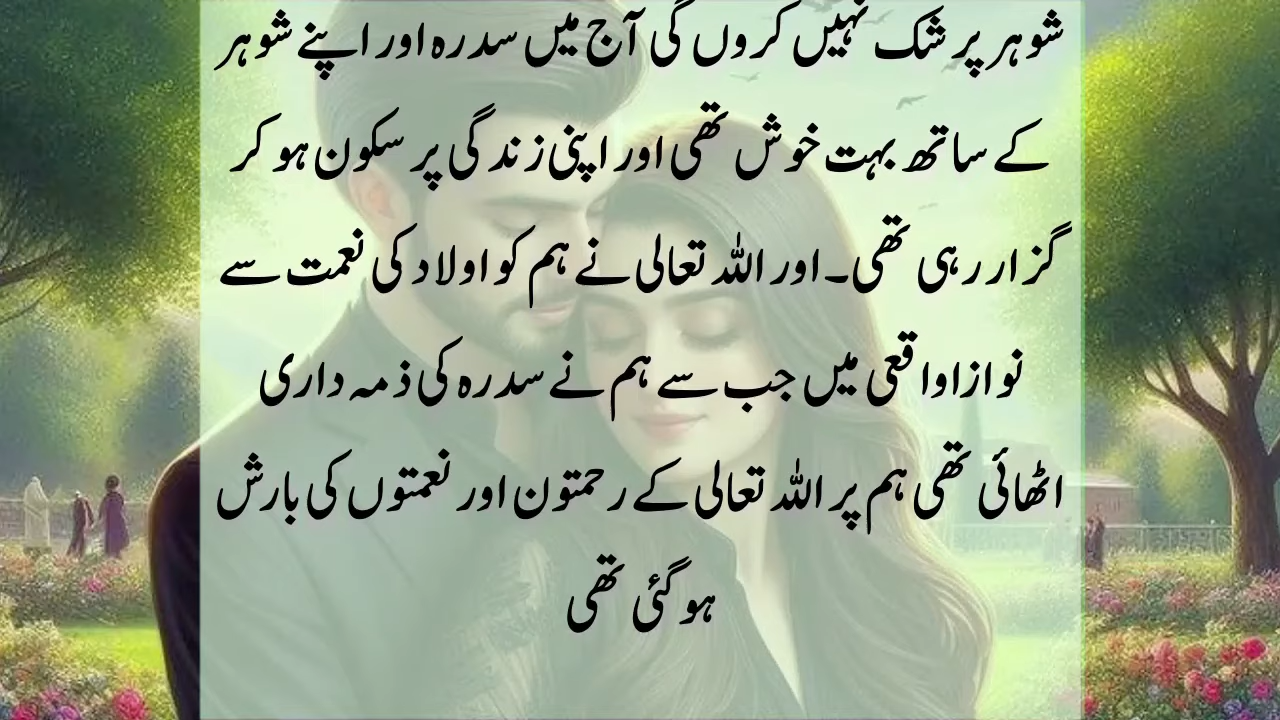 شوہر پر شک نہیں کروں گی آج میں سدرہ اور اپنے شوہر
کے ساتھ بہت خوش تھی اور اپنی زندگی پر سکون ہو کر
گزار رہی تھی۔ اور اللہ تعالی نے ہم کو اولاد کی نعمت سے
نوازا واقعی میں جب سے ہم نے سدرہ کی ذمہ داری
اٹھائی تھی ہم پر اللہ تعالی کے رحمتون اور نعمتوں کی بارش
ہو گئی تھی